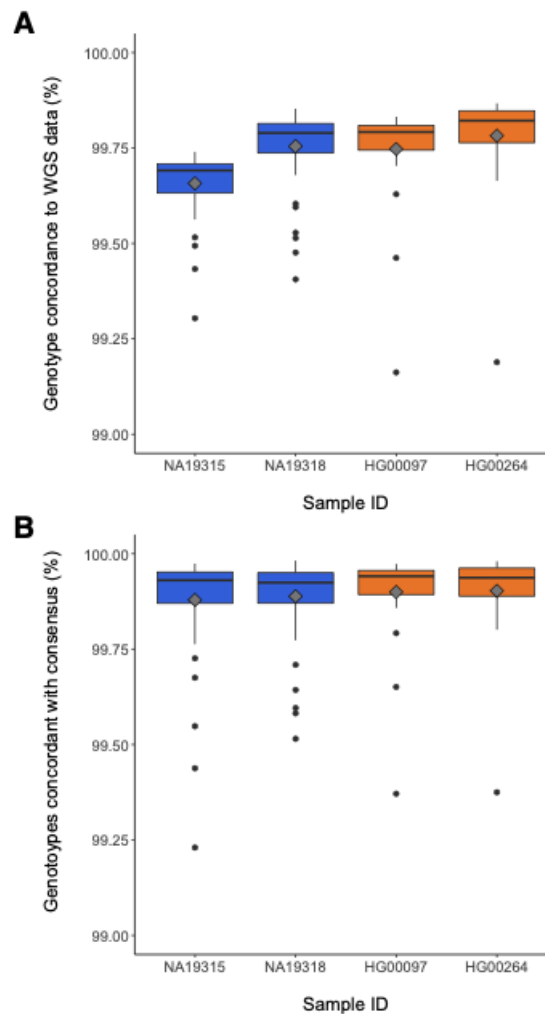 A
Genotype concordance to WGS data (%)
100.00
99.75
99.50
99.25
99.00
NA19315 NA19318 HG00097 HG00264
Sample ID
B
Genotoypes concordant with consensus (%)
100.00
99.75
99.50
99.25
99.00
NA19315 NA19318 HG00097 HG00264
Sample ID